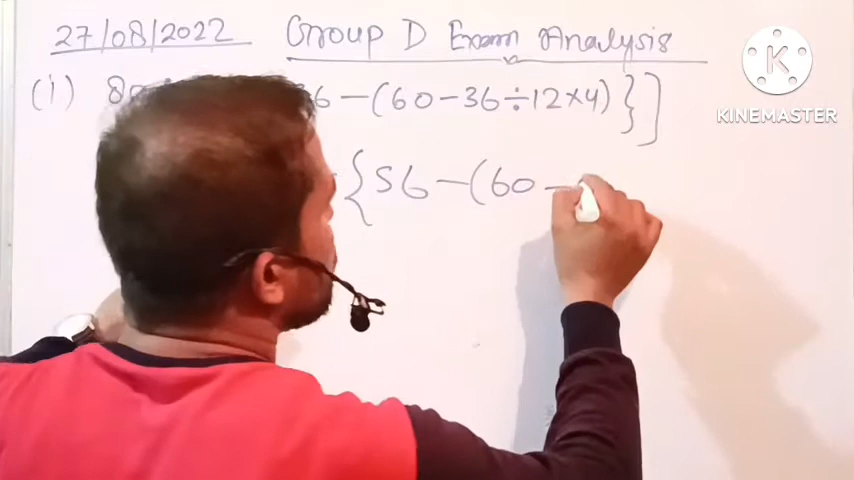 27/08/2022 Group D Exam Analysis
(i) 80 6 -(60-36÷12×4)}]
{56-(60-
K
KINEMASTER